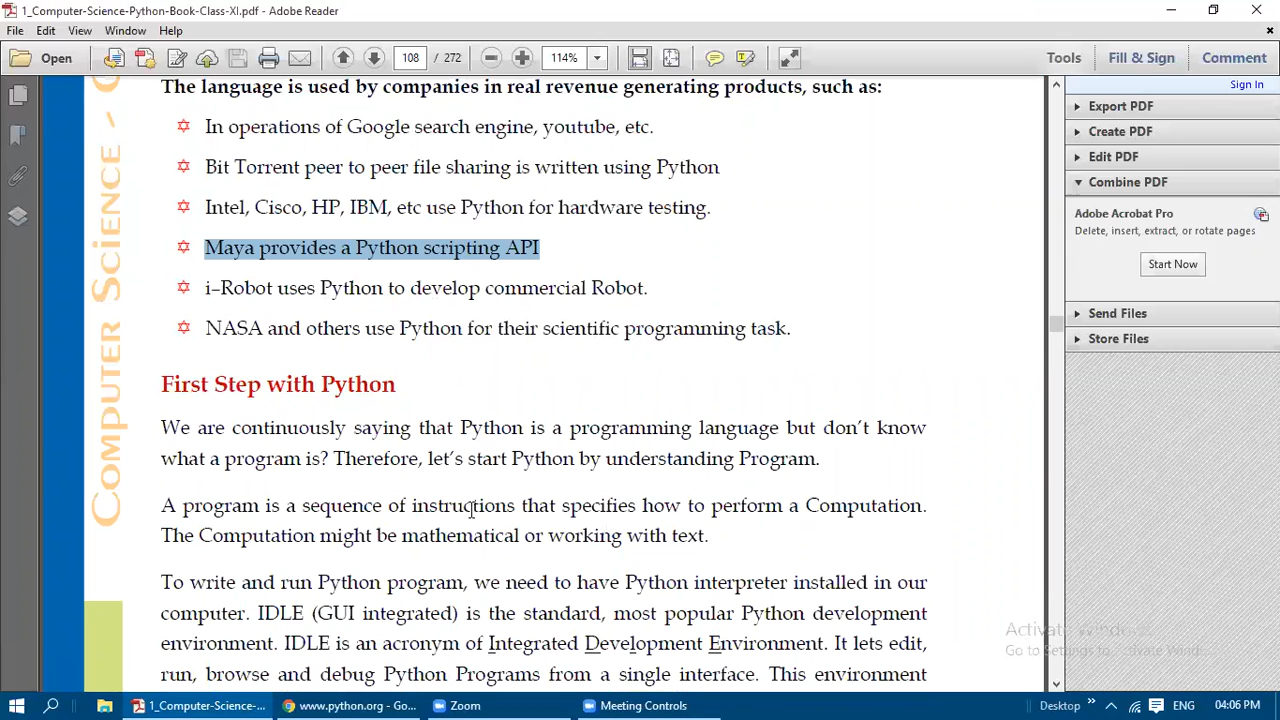 1_Computer-Science-Python-Book-Class-XI.pdf - Adobe Reader
File Edit View Window Help
Open 108 / 272 114% Tools Fill & Sign Comment
Sign In
Export PDF
Create PDF
Edit PDF
Combine PDF
Adobe Acrobat Pro
Delete, insert, extract, or rotate pages
Start Now
Send Files
Store Files
COMPUTER SCIENCE -
The language is used by companies in real revenue generating products, such as:
In operations of Google search engine, youtube, etc.
Bit Torrent peer to peer file sharing is written using Python
Intel, Cisco, HP, IBM, etc use Python for hardware testing.
Maya provides a Python scripting API
i–Robot uses Python to develop commercial Robot.
NASA and others use Python for their scientific programming task.
First Step with Python
We are continuously saying that Python is a programming language but don't know
what a program is? Therefore, let's start Python by understanding Program.
A program is a sequence of instructions that specifies how to perform a Computation.
The Computation might be mathematical or working with text.
To write and run Python program, we need to have Python interpreter installed in our
computer. IDLE (GUI integrated) is the standard, most popular Python development
environment. IDLE is an acronym of Integrated Development Environment. It lets edit,
run, browse and debug Python Programs from a single interface. This environment
Activate Windows
Go to Settings to activate Windows.
1_Computer-Science-... www.python.org - Go... Zoom Meeting Controls Desktop ENG 04:06 PM